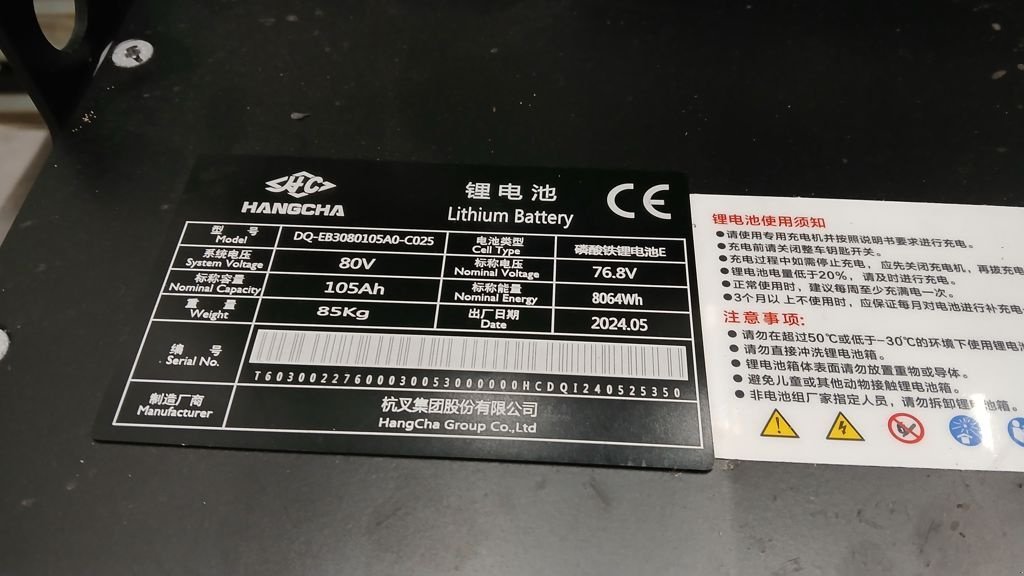 HC
HANGCHA
锂电池
Lithium Battery
CE
型 号
Model
DQ-EB3080105A0-C025
电池类型
Cell Type
磷酸铁锂电池E
系统电压
System Voltage
80V
标称电压
Nominal Voltage
76.8V
标称容量
Nominal Capacity
105Ah
标称能量
Nominal Energy
8064Wh
重 量
Weight
85Kg
出厂日期
Date
2024.05
编 号
Serial No.
T60300227600030053000000HCDQI240525350
制造厂商
Manufacturer
杭叉集团股份有限公司
HangCha Group Co.,Ltd
锂电池使用须知
●请使用专用充电机并按照说明书要求进行充电。
●充电前请关闭整车钥匙开关。
●充电过程中如需停止充电，应先关闭充电机，再拨充电
●锂电池电量低于20%，请及时进行充电。
●正常使用时，建议每周至少充满电一次。
●3个月以上不使用时，应保证每月对电池进行补充电
注意事项:
●请勿在超过50℃或低于-30℃的环境下使用锂电池
●请勿直接冲洗锂电池箱。
●锂电池箱体表面请勿放置重物或导体。
●避免儿童或其他动物接触锂电池箱。
●非电池组厂家指定人员，请勿拆卸锂电池箱。